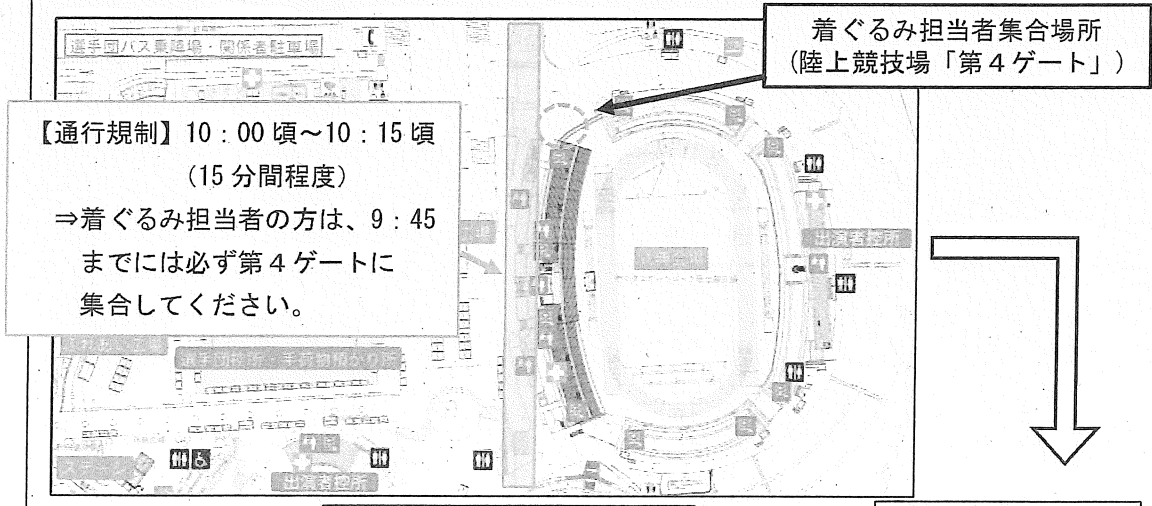 着ぐるみ担当者集合場所
(陸上競技場「第4ゲート」)
選手団バス乗降場・関係者駐車場
【通行規制】10:00頃~10:15頃
(15分間程度)
⇒着ぐるみ担当者の方は、9:45
までには必ず第4ゲートに
集合してください。
出演者控所
出演者控所